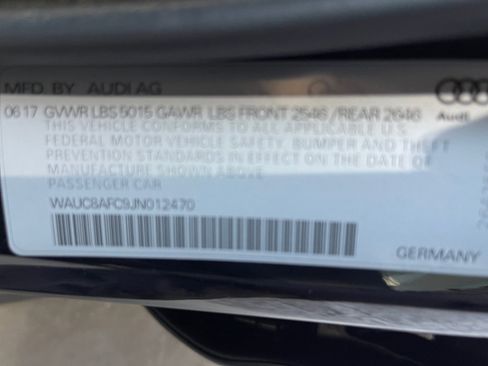 MFD. BY AUDI AG
06 17 GVWR LBS 5015 GAWR LBS FRONT 2546 /REAR 2646
Audi
THIS VEHICLE CONFORMS TO ALL APPLICABLE U.S.
FEDERAL MOTOR VEHICLE SAFETY, BUMPER AND THEFT
PREVENTION STANDARDS IN EFFECT ON THE DATE OF
MANUFACTURE SHOWN ABOVE
PASSENGER CAR
WAUC8AFC9JN012470
GERMANY